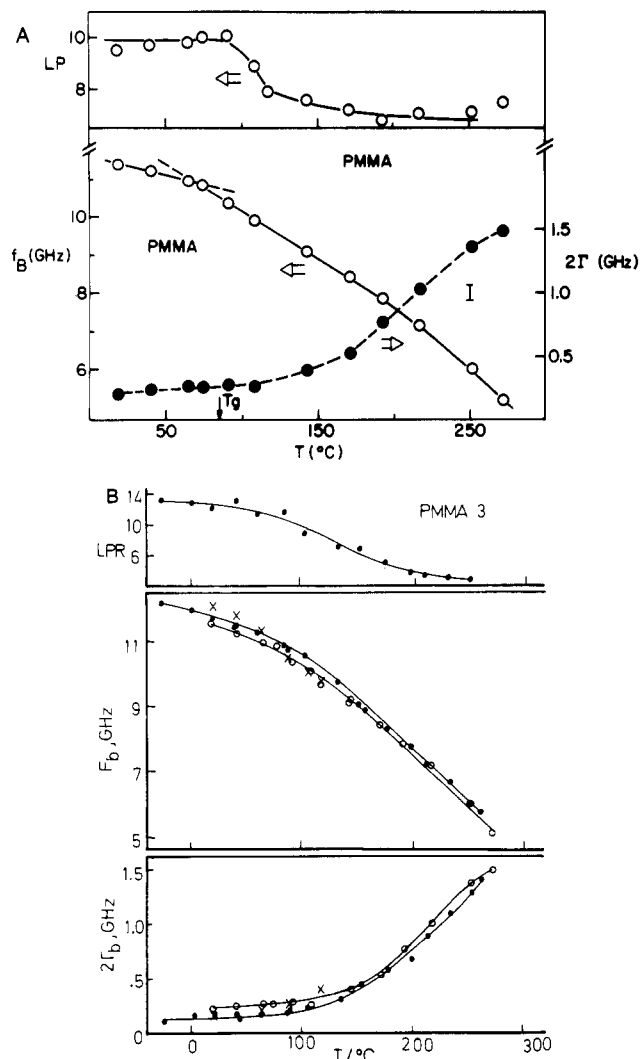 A
LP
10
8
PMMA
10
8
6
f_B (GHz)
PMMA
1.5
1.0
0.5
2Γ (GHz)
I
Tg
50
150
250
T (°C)
B
PMMA 3
14
10
6
LPR
11
9
7
5
F_b, GHz
1.5
1.0
.5
0
2Γ_b, GHz
0
100
200
300
T/°C